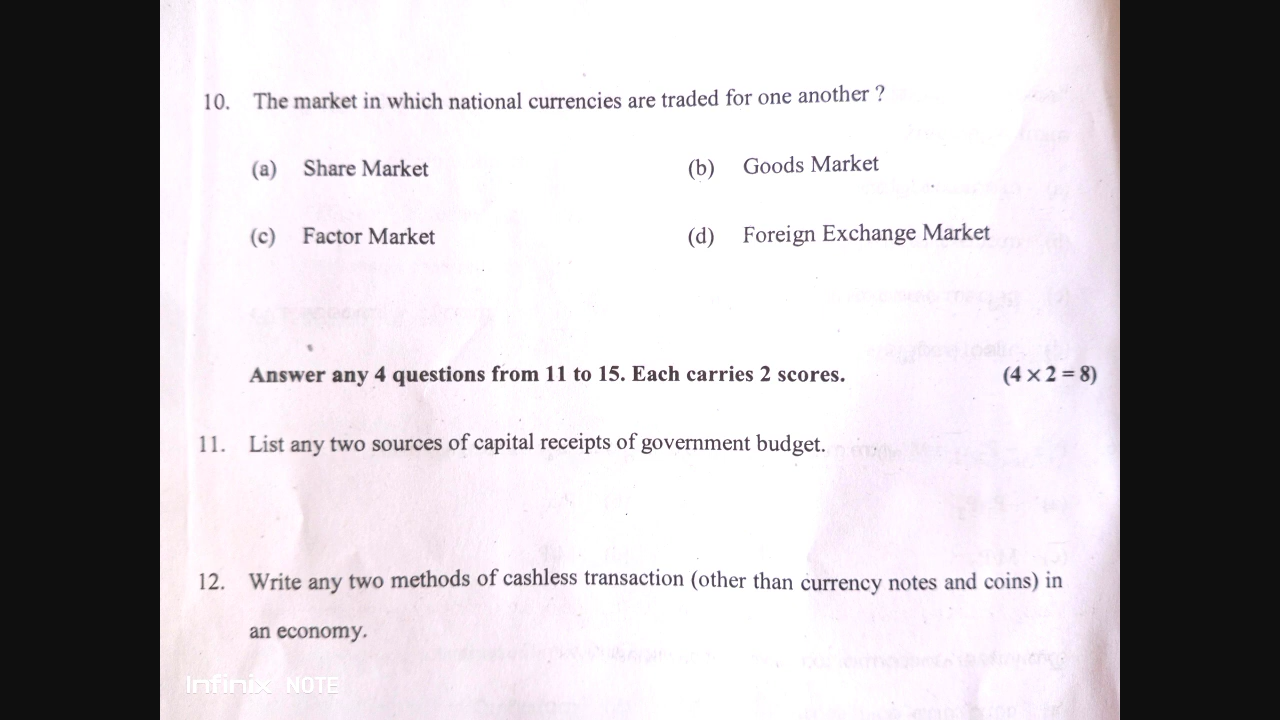 10. The market in which national currencies are traded for one another ?
(a) Share Market (b) Goods Market
(c) Factor Market (d) Foreign Exchange Market
Answer any 4 questions from 11 to 15. Each carries 2 scores. (4 × 2 = 8)
11. List any two sources of capital receipts of government budget.
12. Write any two methods of cashless transaction (other than currency notes and coins) in
an economy.
Infinix NOTE